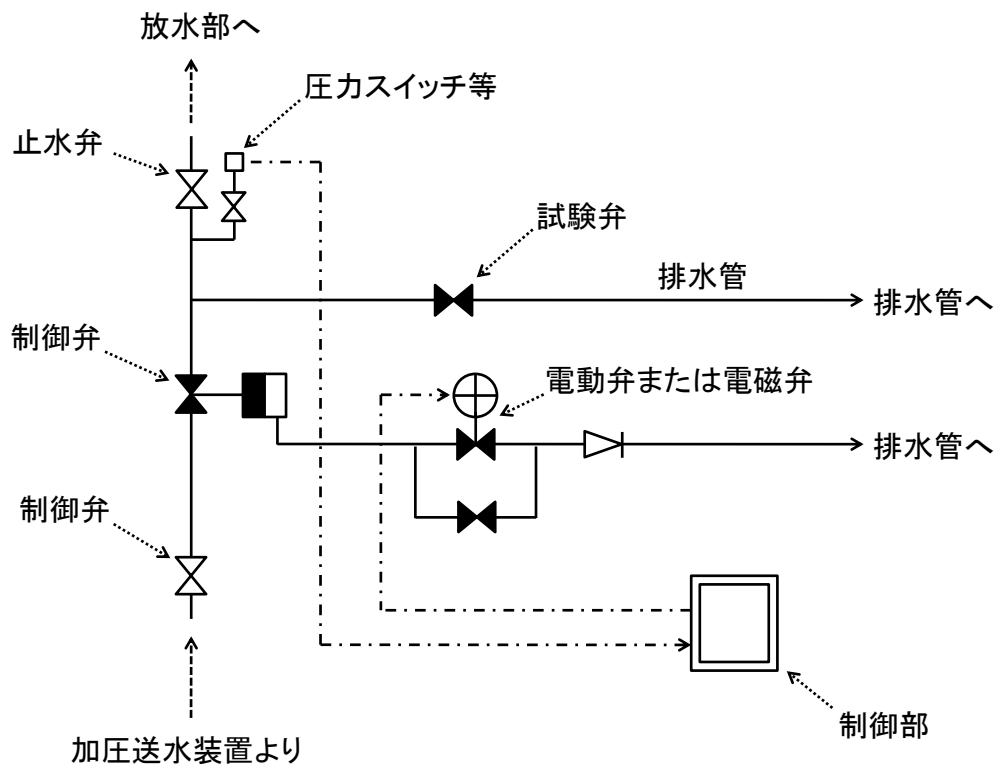 放水部へ
圧力スイッチ等
止水弁
試験弁
排水管
排水管へ
制御弁
電動弁または電磁弁
排水管へ
制御弁
制御部
加圧送水装置より